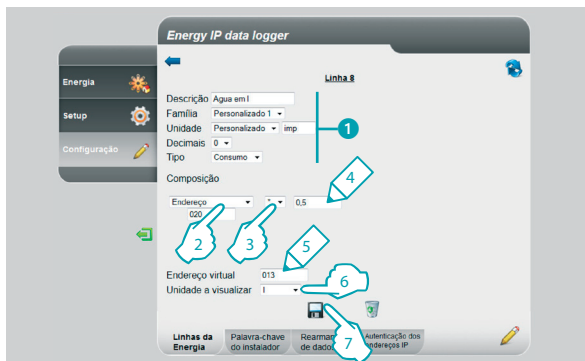 Energy IP data logger
Linha 8
Energia
Setup
Configuração
Descrição Agua em l
Família Personalizado 1
Unidade Personalizado imp
Decimais 0
Tipo Consumo
1
Composição
4
Endereço * 0,5
020
2 3 5
Endereço virtual 013
Unidade a visualizar l
6
7
Linhas da Energia
Palavra-chave do instalador
Rearmar de dados
Autenticação dos endereços IP